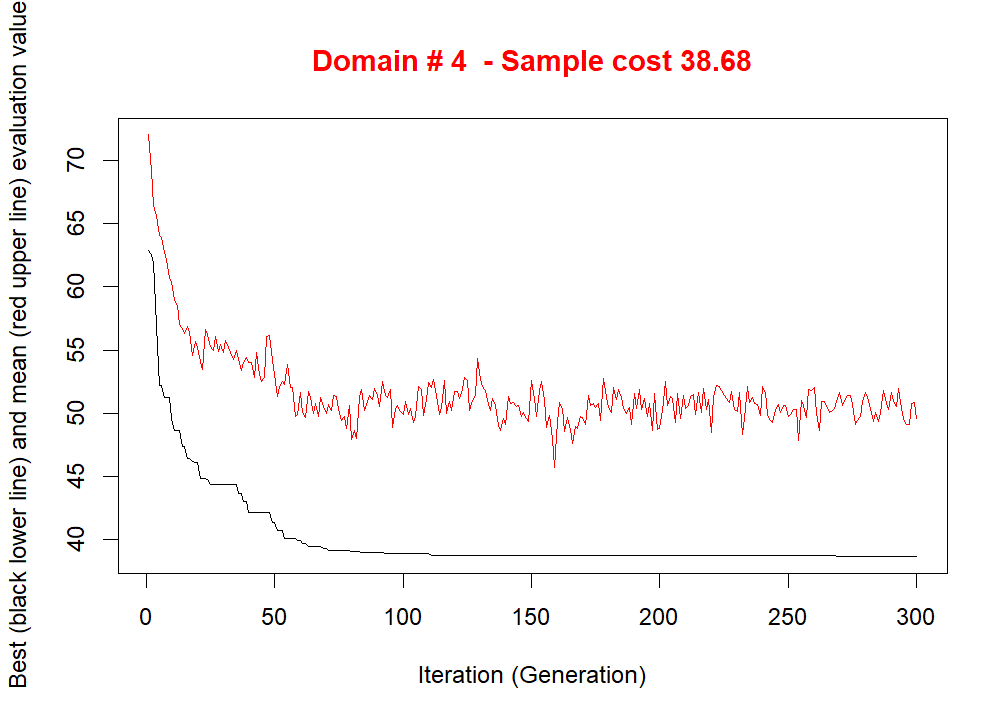 Domain # 4  - Sample cost 38.68
Best (black lower line) and mean (red upper line) evaluation value
70
65
60
55
50
45
40
0 50 100 150 200 250 300
Iteration (Generation)